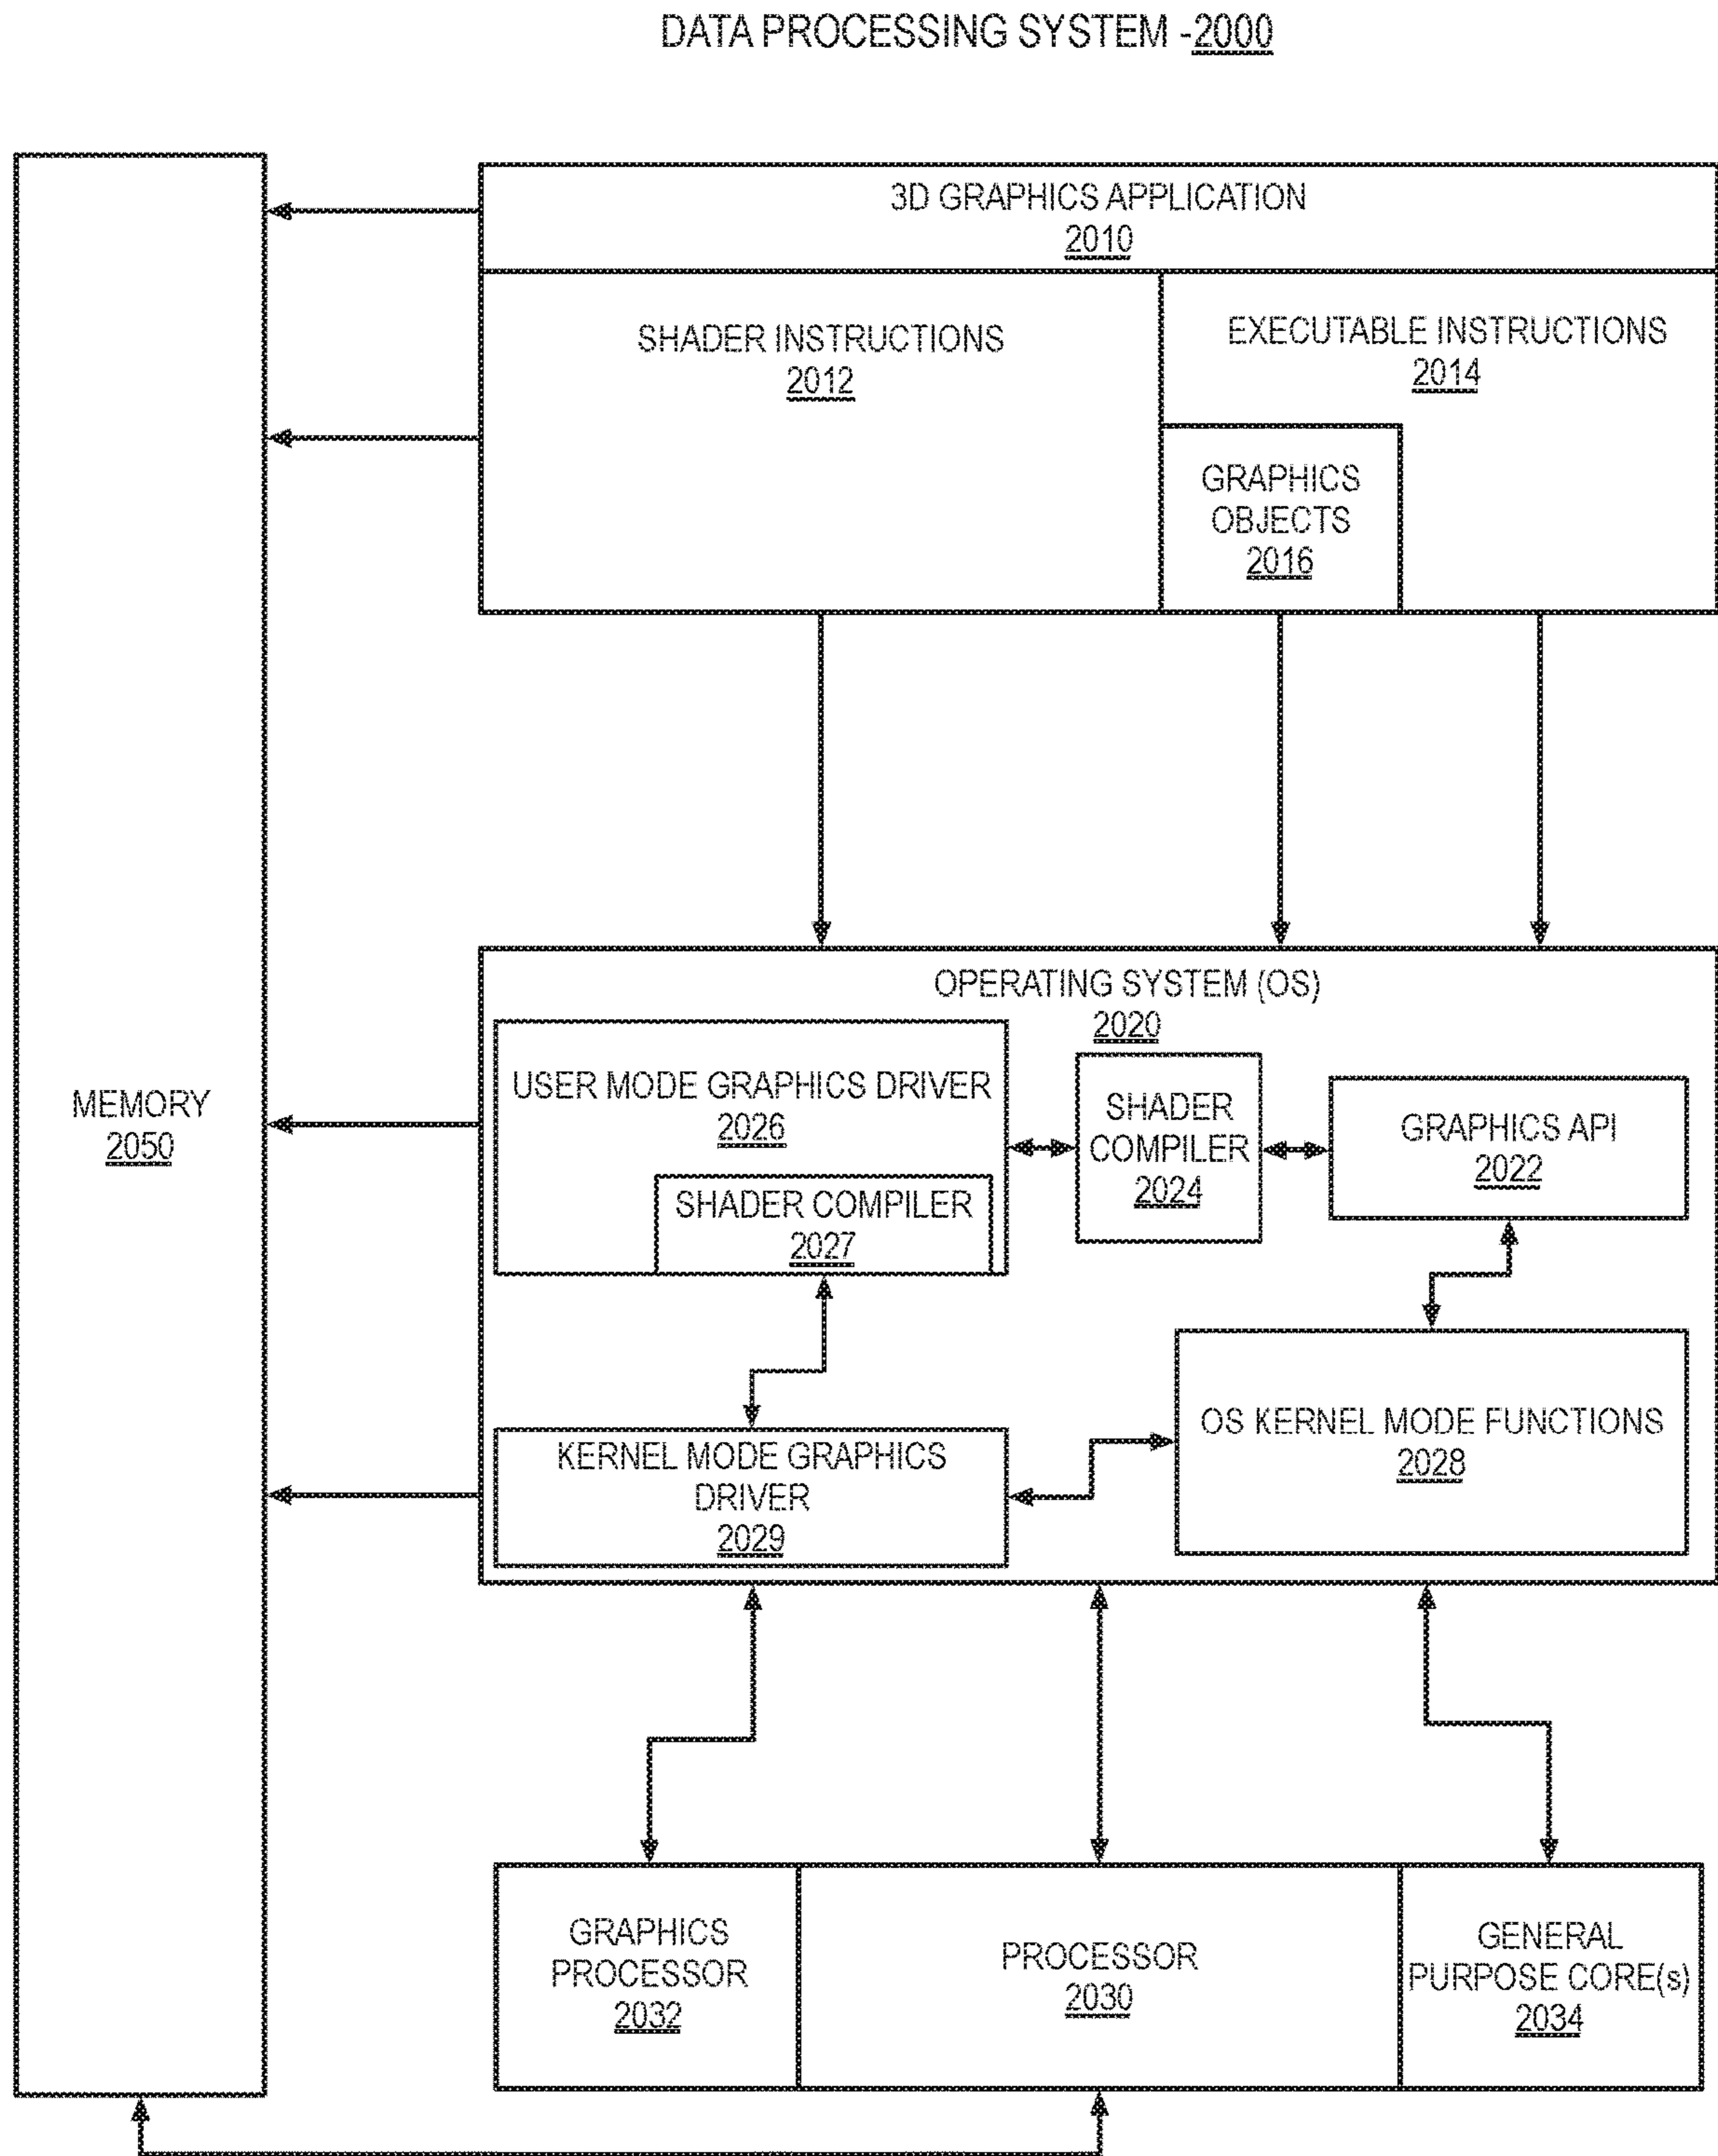 DATA PROCESSING SYSTEM -2000
3D GRAPHICS APPLICATION
2010
SHADER INSTRUCTIONS
2012
EXECUTABLE INSTRUCTIONS
2014
GRAPHICS
OBJECTS
2016
MEMORY
2050
OPERATING SYSTEM (OS)
2020
USER MODE GRAPHICS DRIVER
2026
SHADER COMPILER
2027
SHADER
COMPILER
2024
GRAPHICS API
2022
KERNEL MODE GRAPHICS
DRIVER
2029
OS KERNEL MODE FUNCTIONS
2028
GRAPHICS
PROCESSOR
2032
PROCESSOR
2030
GENERAL
PURPOSE CORE(s)
2034